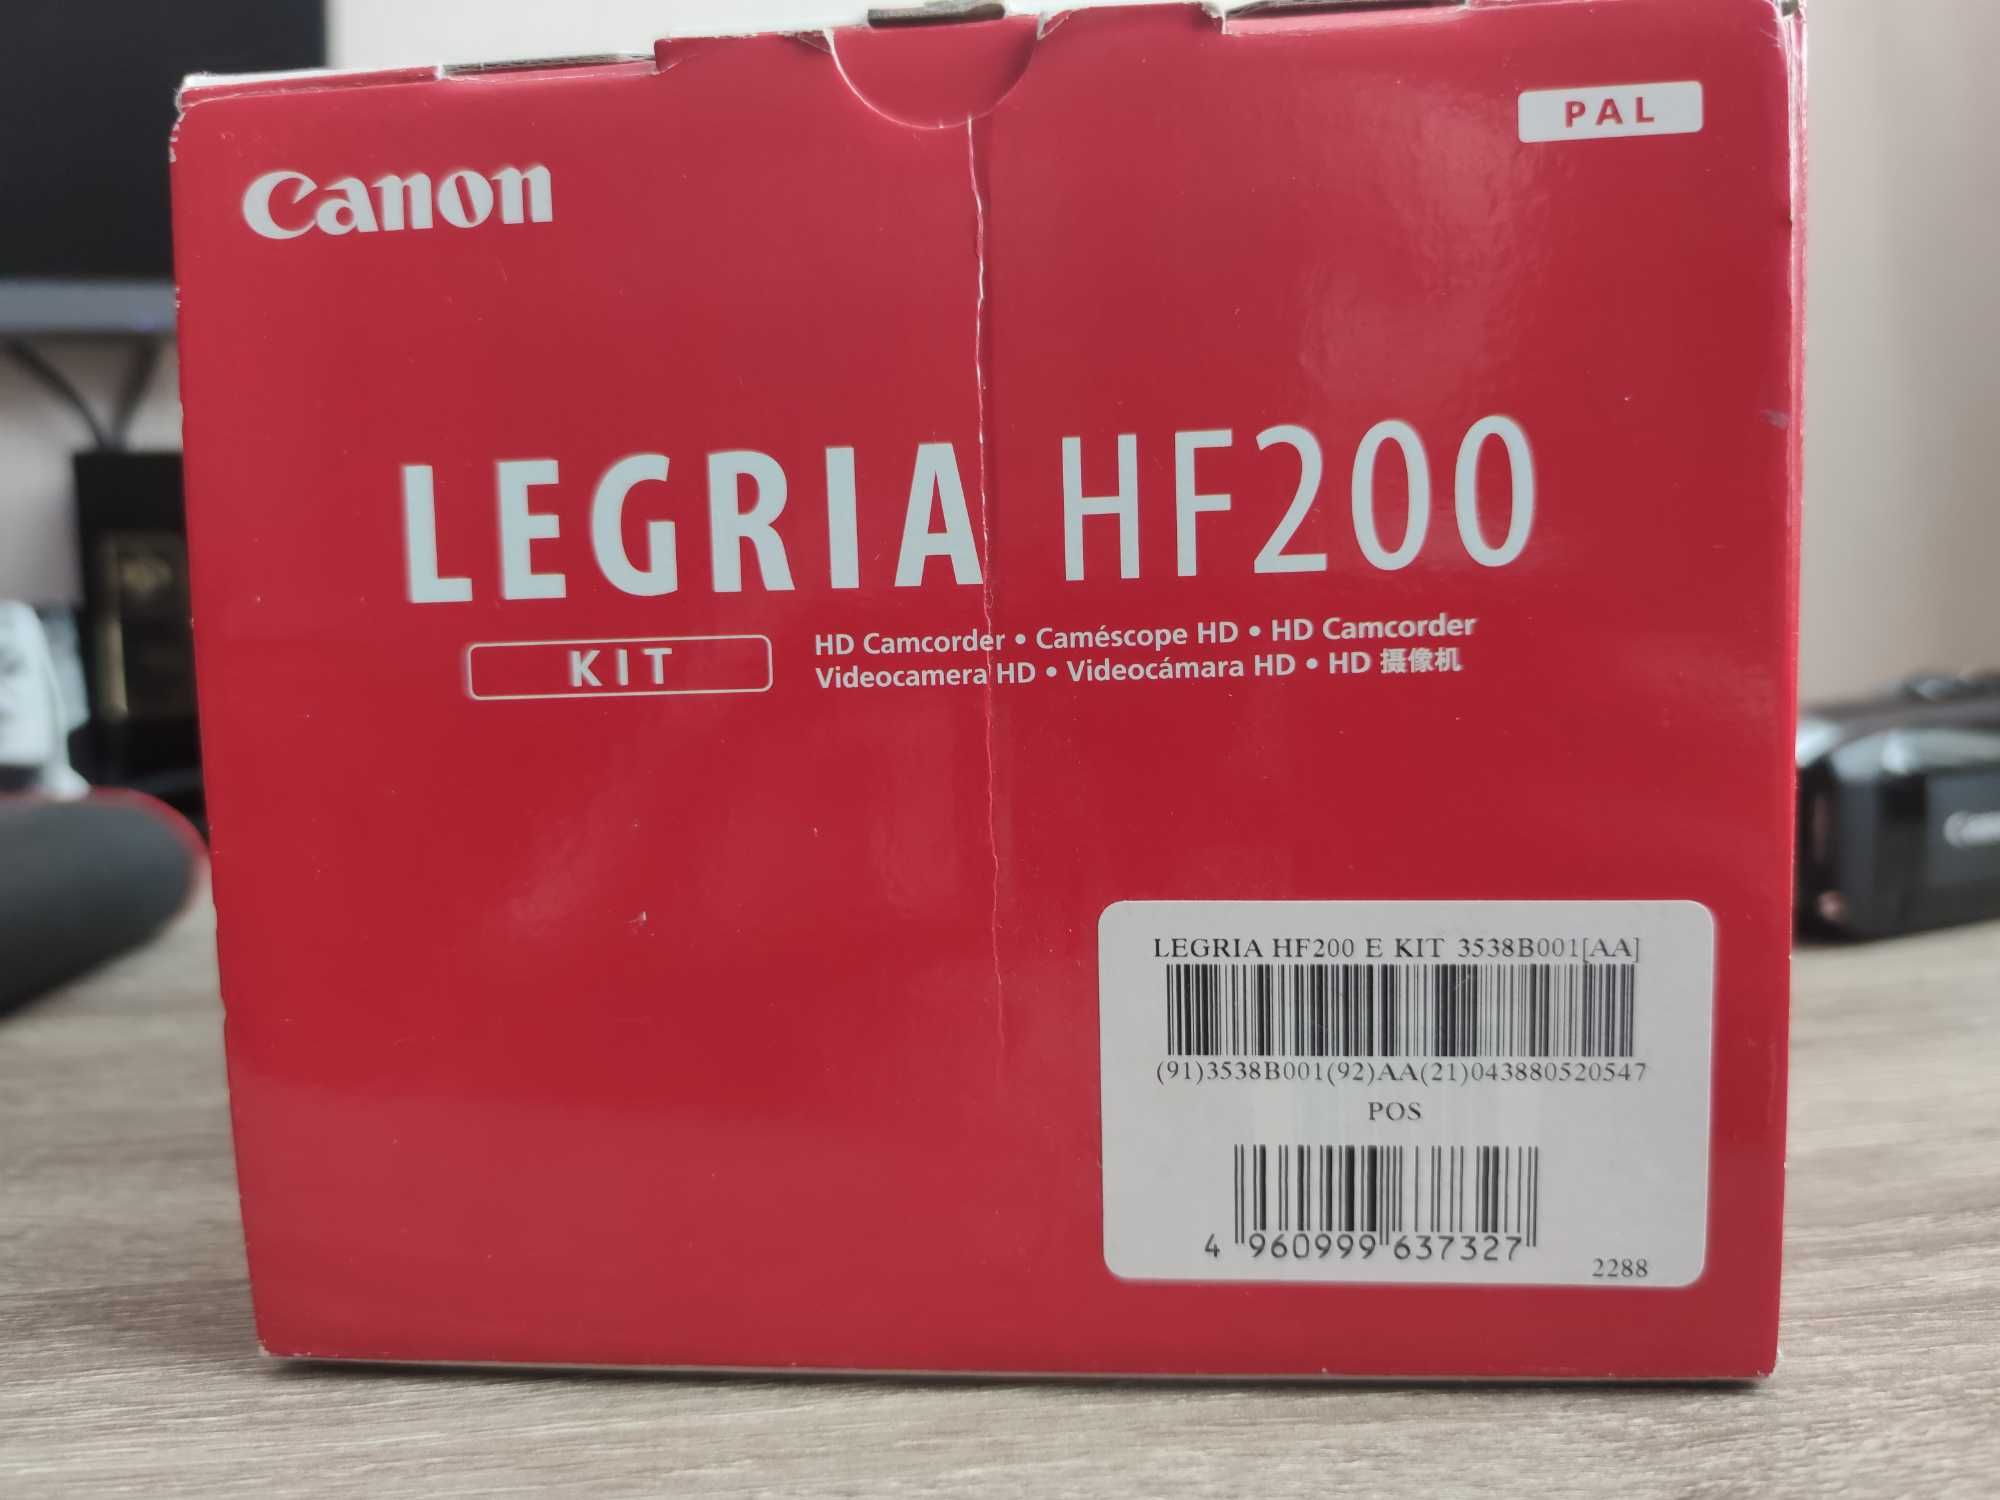 PAL
Canon
LEGRIA HF200
KIT
HD Camcorder • Caméscope HD • HD Camcorder
Videocamera HD • Videocámara HD • HD 摄像机
LEGRIA HF200 E KIT 3538B001[AA]
(91)3538B001(92)AA(21)043880520547
POS
4 960999 637327
2288